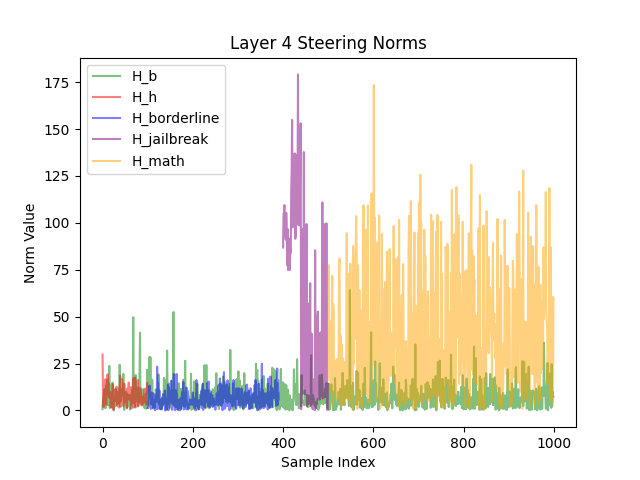 Layer 4 Steering Norms
H_b
H_h
H_borderline
H_jailbreak
H_math
Norm Value
175
150
125
100
75
50
25
0
0 200 400 600 800 1000
Sample Index